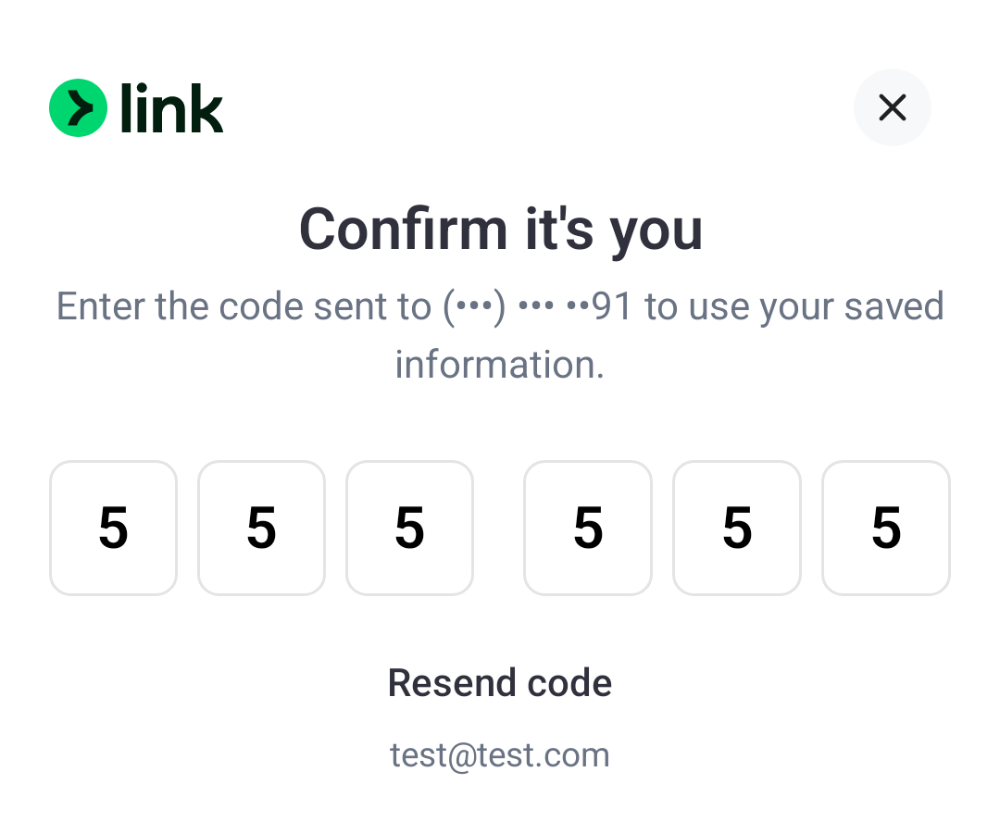 link
Confirm it's you
Enter the code sent to (•••) ••• ••91 to use your saved
information.
5 5 5 5 5 5
Resend code
test@test.com